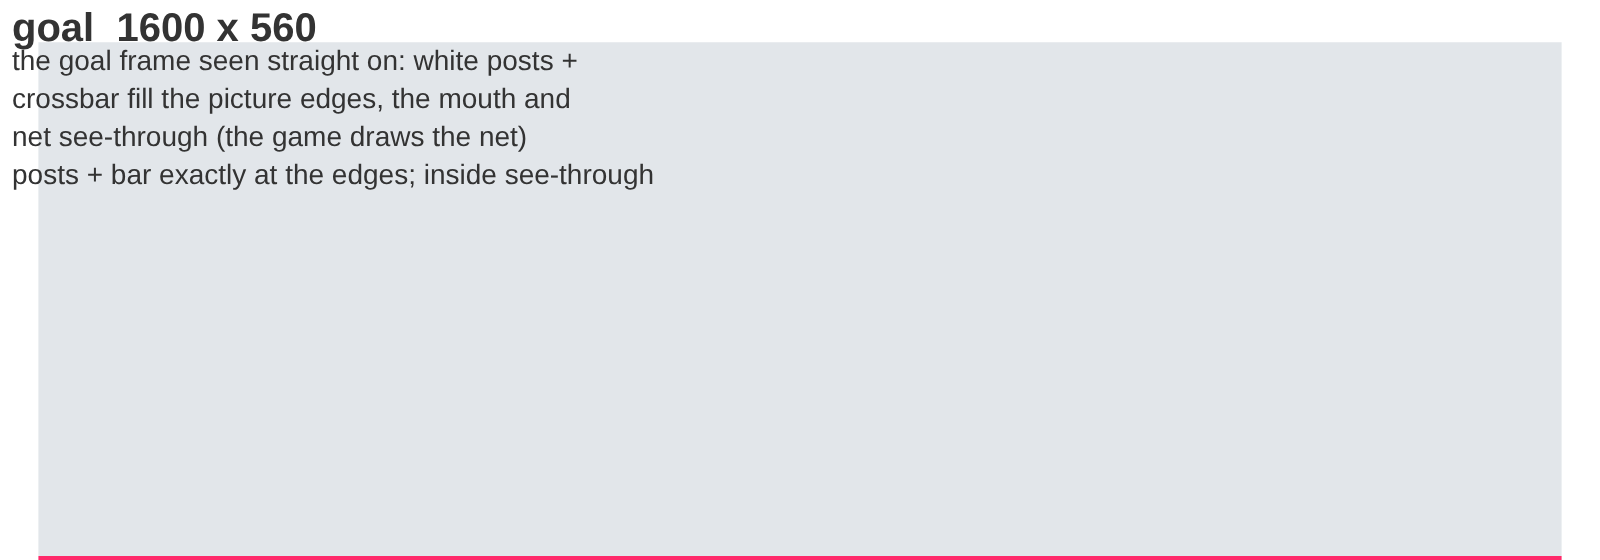 goal  1600 x 560
the goal frame seen straight on: white posts +
crossbar fill the picture edges, the mouth and
net see-through (the game draws the net)
posts + bar exactly at the edges; inside see-through